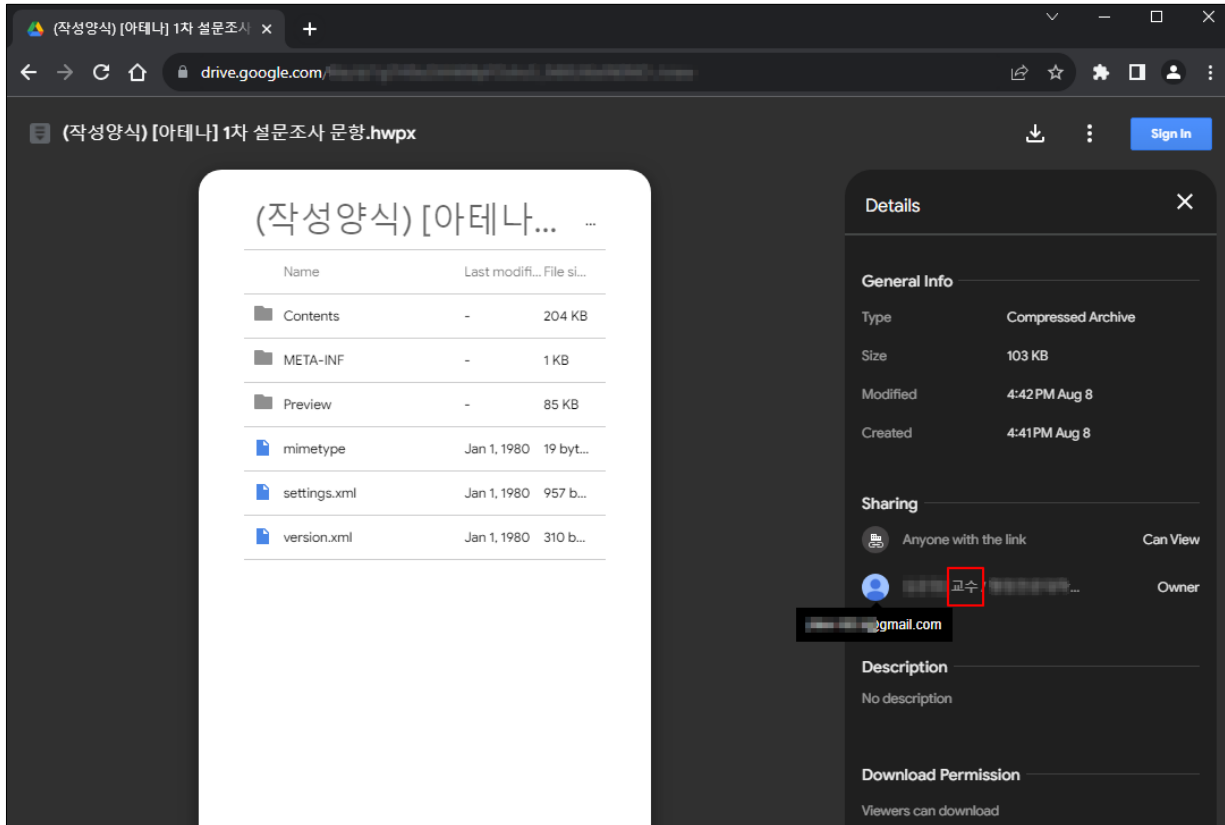 (작성양식) [아테나] 1차 설문조사
drive.google.com/
(작성양식) [아테나] 1차 설문조사 문항.hwpx
Sign In
(작성양식) [아테나...
...
Name Last modifi... File si...
Contents - 204 KB
META-INF - 1 KB
Preview - 85 KB
mimetype Jan 1, 1980 19 byt...
settings.xml Jan 1, 1980 957 b...
version.xml Jan 1, 1980 310 b...
Details
General Info
Type Compressed Archive
Size 103 KB
Modified 4:42 PM Aug 8
Created 4:41 PM Aug 8
Sharing
Anyone with the link Can View
교수/ ... Owner
@gmail.com
Description
No description
Download Permission
Viewers can download